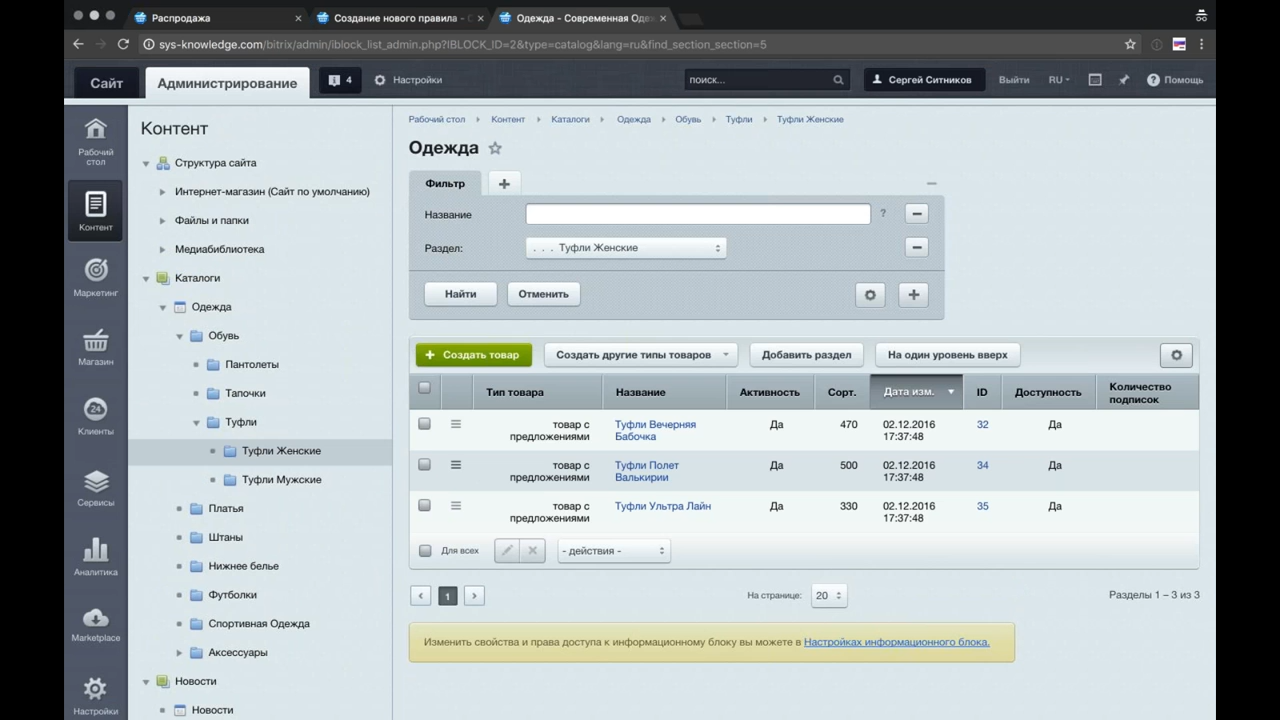 Распродажа
Создание нового правила - С
Одежда - Современная Оде
sys-knowledge.com/bitrix/admin/iblock_list_admin.php?IBLOCK_ID=2&type=catalog&lang=ru&find_section_section=5
Сайт
Администрирование
4
Настройки
поиск...
Сергей Ситников
Выйти
RU
Помощь
Рабочий
стол
Контент
Маркетинг
Магазин
24
Клиенты
Сервисы
Аналитика
Marketplace
Настройки
Контент
Структура сайта
Интернет-магазин (Сайт по умолчанию)
Файлы и папки
Медиабиблиотека
Каталоги
Одежда
Обувь
Пантолеты
Тапочки
Туфли
Туфли Женские
Туфли Мужские
Платья
Штаны
Нижнее белье
Футболки
Спортивная Одежда
Аксессуары
Новости
Новости
Рабочий стол Контент Каталоги Одежда Обувь Туфли Туфли Женские
Одежда
Фильтр +
Название ?
Раздел: . . . Туфли Женские
Найти Отменить
+ Создать товар Создать другие типы товаров Добавить раздел На один уровень вверх
Тип товара Название Активность Сорт. Дата изм. ID Доступность Количество
подписок
товар с Туфли Вечерняя Да 470 02.12.2016 32 Да
предложениями Бабочка 17:37:48
товар с Туфли Полет Да 500 02.12.2016 34 Да
предложениями Валькирии 17:37:48
товар с Туфли Ультра Лайн Да 330 02.12.2016 35 Да
предложениями 17:37:48
Для всех - действия -
1 На странице: 20 Разделы 1 – 3 из 3
Изменить свойства и права доступа к информационному блоку вы можете в Настройках информационного блока.